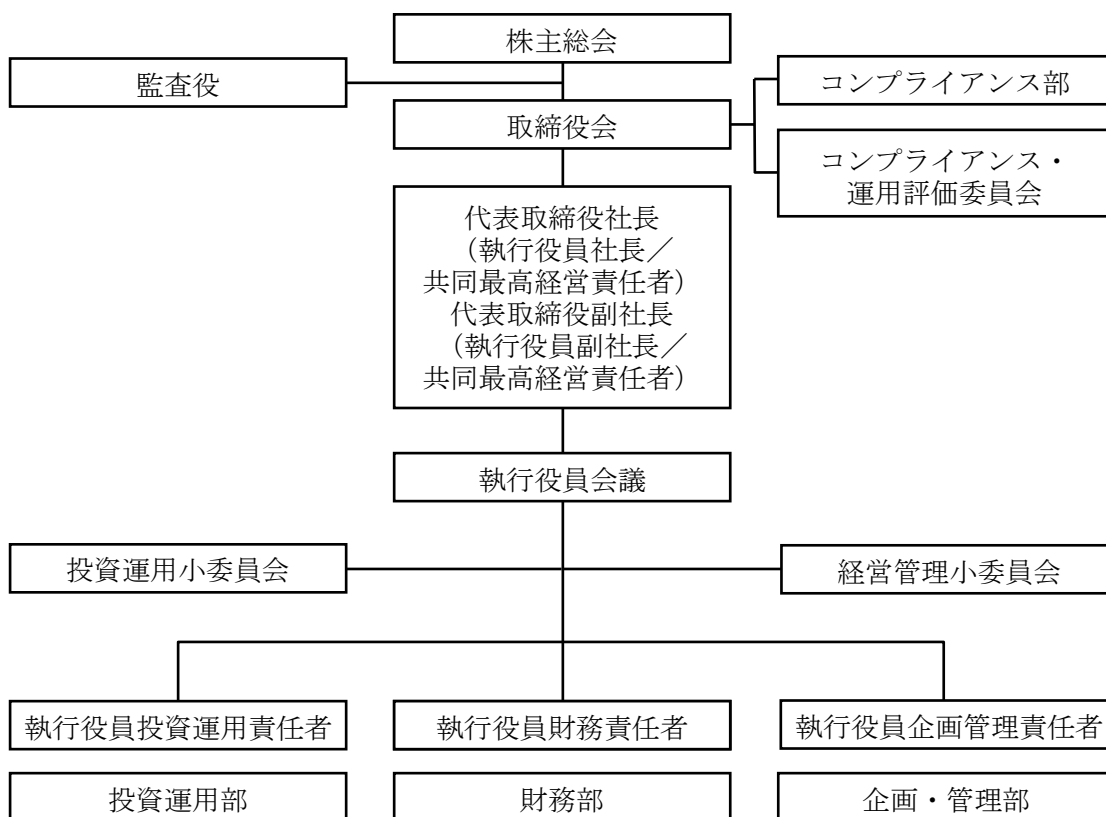 株主総会
監査役
コンプライアンス部
取締役会
コンプライアンス・
運用評価委員会
代表取締役社長
（執行役員社長／
共同最高経営責任者）
代表取締役副社長
（執行役員副社長／
共同最高経営責任者）
執行役員会議
投資運用小委員会
経営管理小委員会
執行役員投資運用責任者
執行役員財務責任者
執行役員企画管理責任者
投資運用部
財務部
企画・管理部